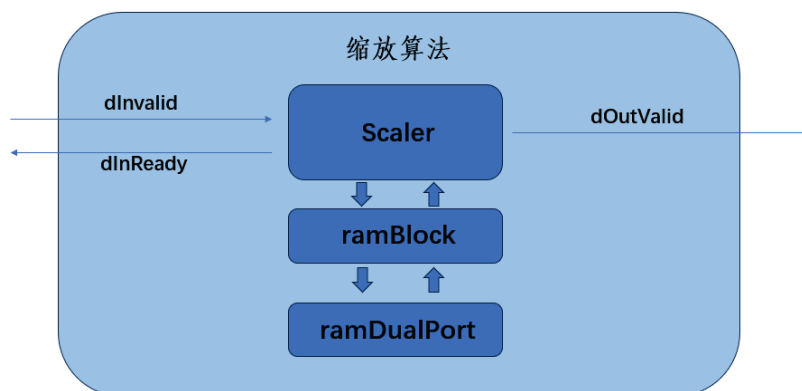 缩放算法
dInvalid
dInReady
Scaler
dOutValid
ramBlock
ramDualPort